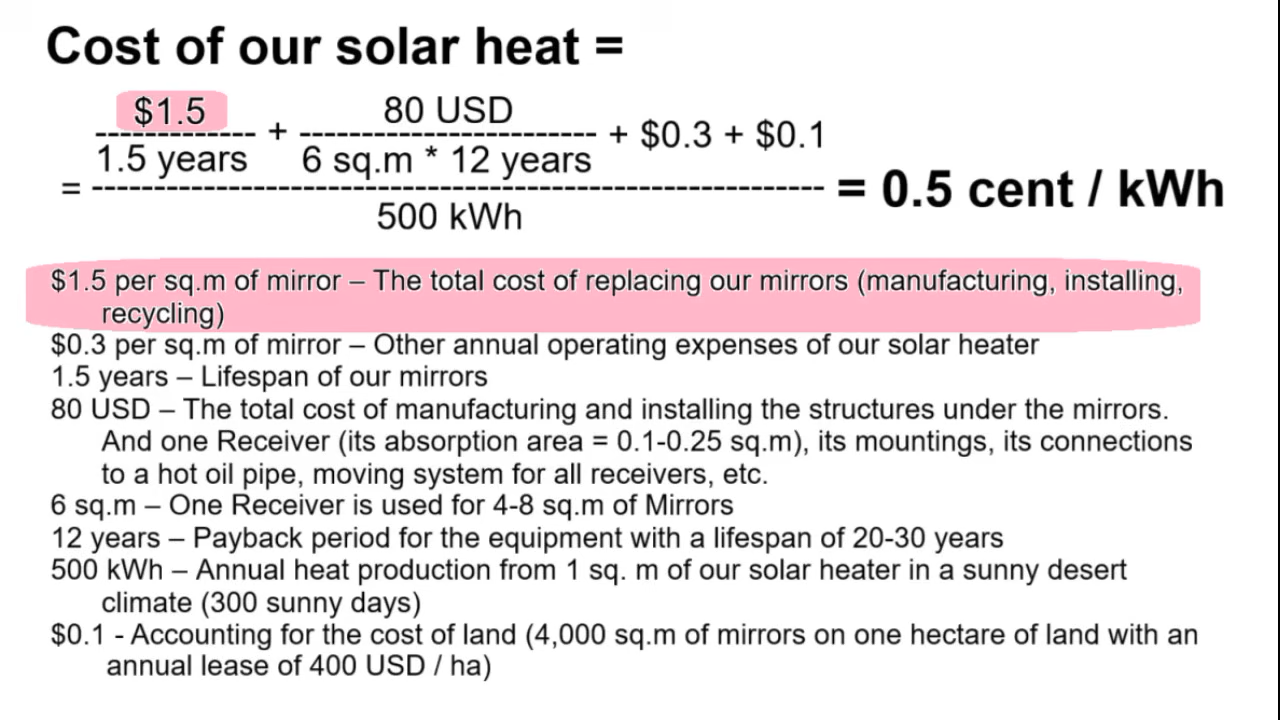 Cost of our solar heat =
$1.5 80 USD
------------- + ------------------------ + $0.3 + $0.1
1.5 years 6 sq.m * 12 years
= ----------------------------------------------------------- = 0.5 cent / kWh
500 kWh
$1.5 per sq.m of mirror – The total cost of replacing our mirrors (manufacturing, installing,
recycling)
$0.3 per sq.m of mirror – Other annual operating expenses of our solar heater
1.5 years – Lifespan of our mirrors
80 USD – The total cost of manufacturing and installing the structures under the mirrors.
And one Receiver (its absorption area = 0.1-0.25 sq.m), its mountings, its connections
to a hot oil pipe, moving system for all receivers, etc.
6 sq.m – One Receiver is used for 4-8 sq.m of Mirrors
12 years – Payback period for the equipment with a lifespan of 20-30 years
500 kWh – Annual heat production from 1 sq. m of our solar heater in a sunny desert
climate (300 sunny days)
$0.1 - Accounting for the cost of land (4,000 sq.m of mirrors on one hectare of land with an
annual lease of 400 USD / ha)